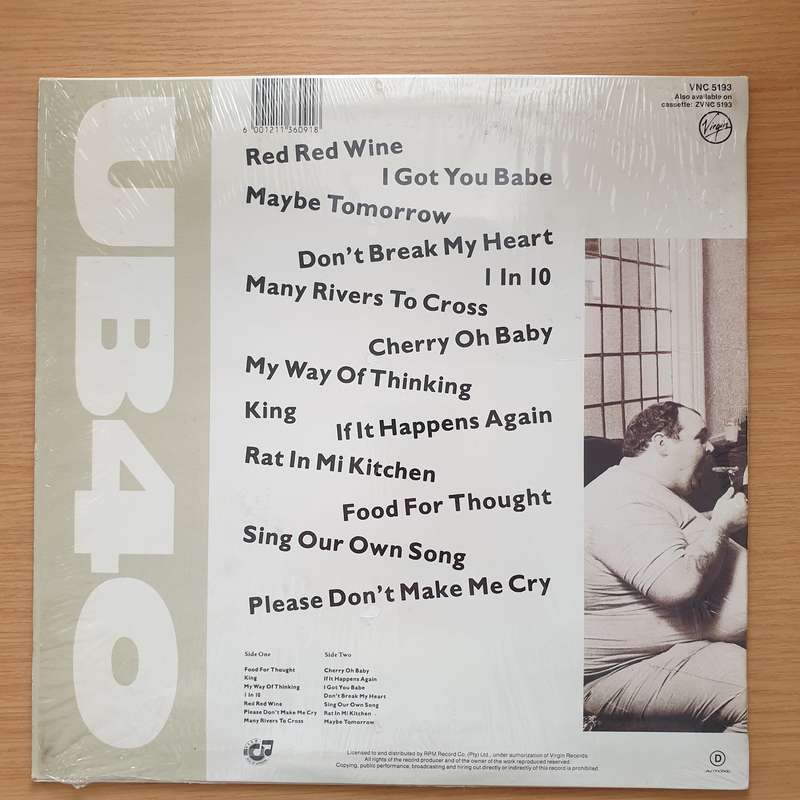 UB40
VNC 5193
Also available on
cassette: ZVNC 5193
Virgin
6 001211 360918
Red Red Wine
I Got You Babe
Maybe Tomorrow
Don't Break My Heart
1 In 10
Many Rivers To Cross
Cherry Oh Baby
My Way Of Thinking
King
If It Happens Again
Rat In Mi Kitchen
Food For Thought
Sing Our Own Song
Please Don't Make Me Cry
Side One
Food For Thought
King
My Way Of Thinking
1 In 10
Red Red Wine
Please Don't Make Me Cry
Many Rivers To Cross
Side Two
Cherry Oh Baby
If It Happens Again
I Got You Babe
Don't Break My Heart
Sing Our Own Song
Rat In Mi Kitchen
Maybe Tomorrow
Licensed to and distributed by RPM Record Co. (Pty) Ltd., under authorization of Virgin Records.
All rights of the record producer and of the owner of the work reproduced reserved.
Copying, public performance, broadcasting and hiring out directly or indirectly of this record is prohibited.
D